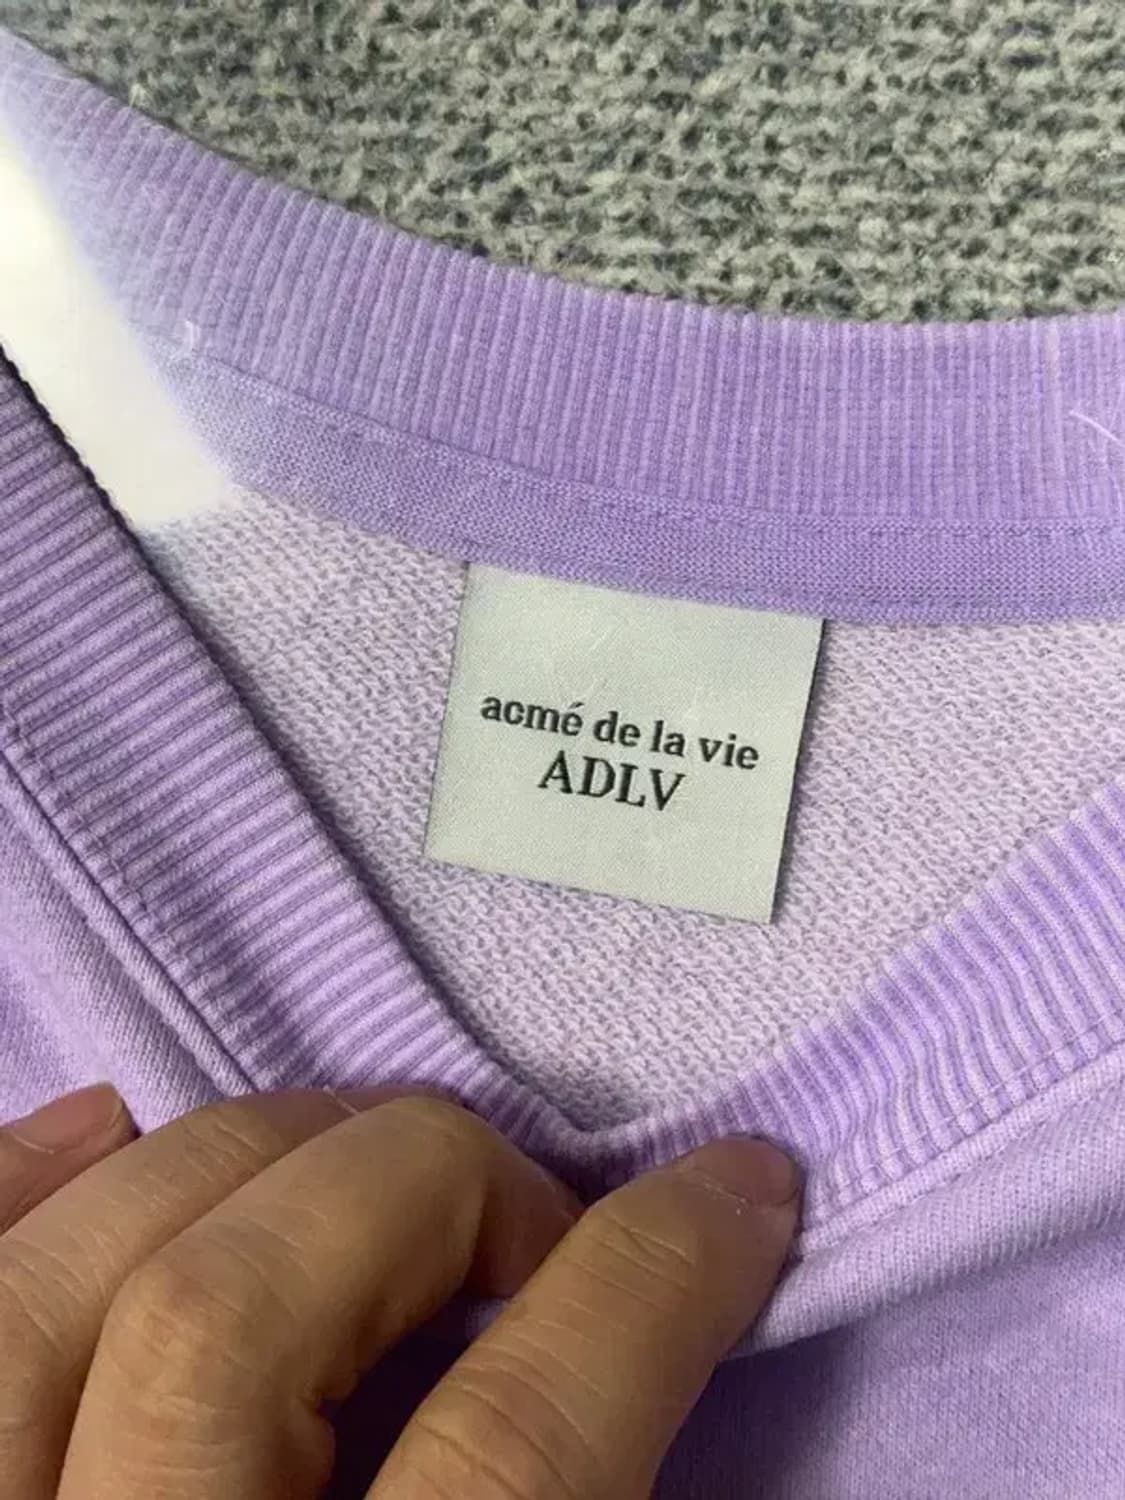 acmé de la vie
ADLV